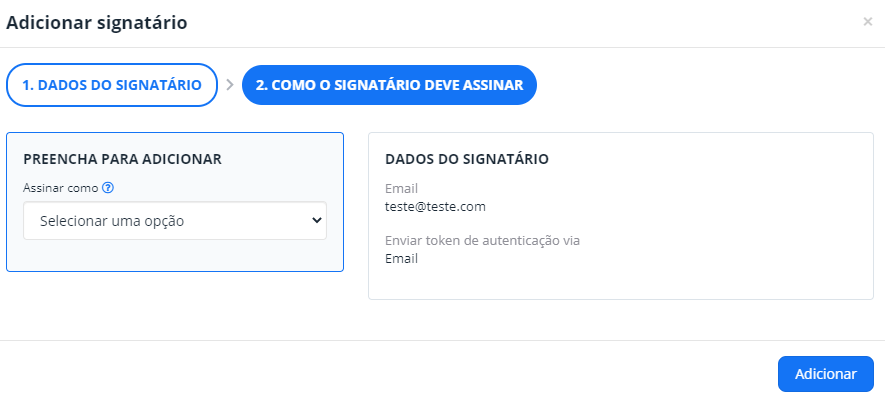 Adicionar signatário
×
1. DADOS DO SIGNATÁRIO
2. COMO O SIGNATÁRIO DEVE ASSINAR
PREENCHA PARA ADICIONAR
Assinar como ?
Selecionar uma opção
DADOS DO SIGNATÁRIO
Email
teste@teste.com
Enviar token de autenticação via
Email
Adicionar